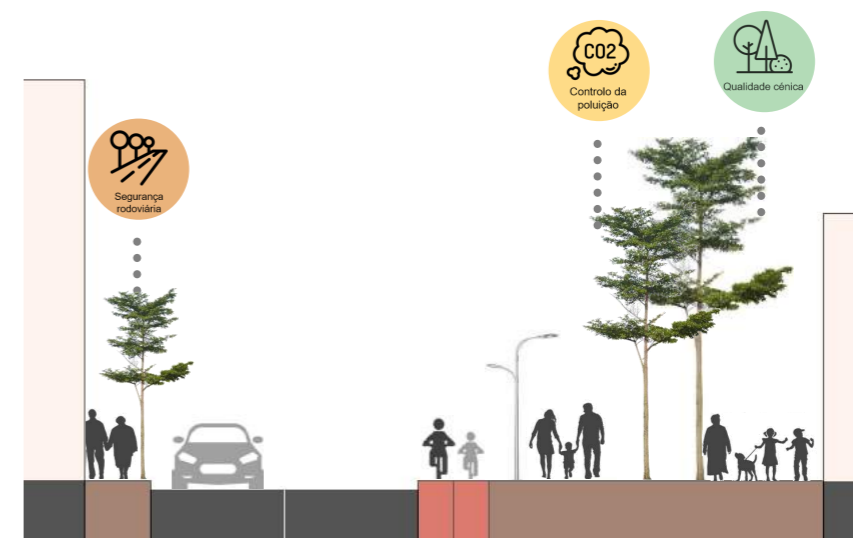 Segurança
rodoviária
CO2
Controlo da
poluição
Qualidade cénica